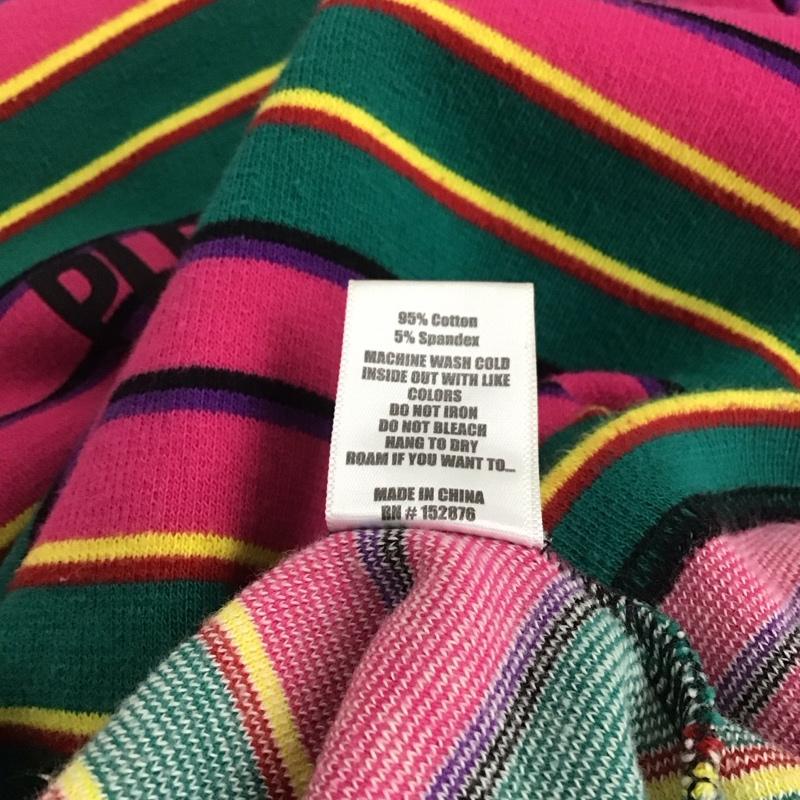 95% Cotton
5% Spandex
MACHINE WASH COLD
INSIDE OUT WITH LIKE
COLORS
DO NOT IRON
DO NOT BLEACH
HANG TO DRY
ROAM IF YOU WANT TO...
MADE IN CHINA
RN # 152876